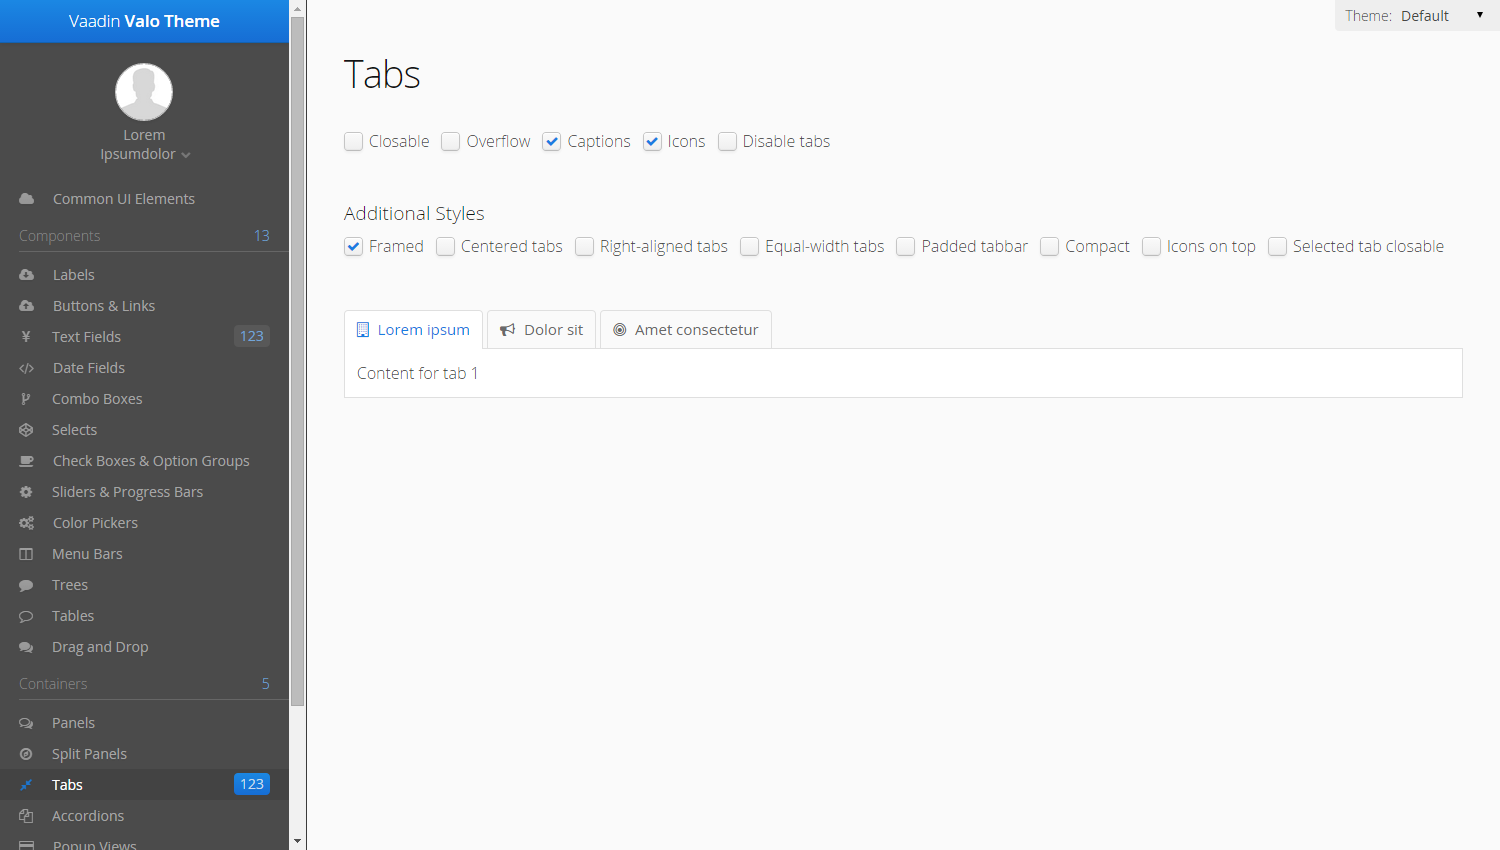 Vaadin Valo Theme
Lorem
Ipsumdolor
Common UI Elements
Components 13
Labels
Buttons & Links
Text Fields 123
Date Fields
Combo Boxes
Selects
Check Boxes & Option Groups
Sliders & Progress Bars
Color Pickers
Menu Bars
Trees
Tables
Drag and Drop
Containers 5
Panels
Split Panels
Tabs 123
Accordions
Popup Views
Theme: Default
Tabs
Closable Overflow Captions Icons Disable tabs
Additional Styles
Framed Centered tabs Right-aligned tabs Equal-width tabs Padded tabbar Compact Icons on top Selected tab closable
Lorem ipsum Dolor sit Amet consectetur
Content for tab 1